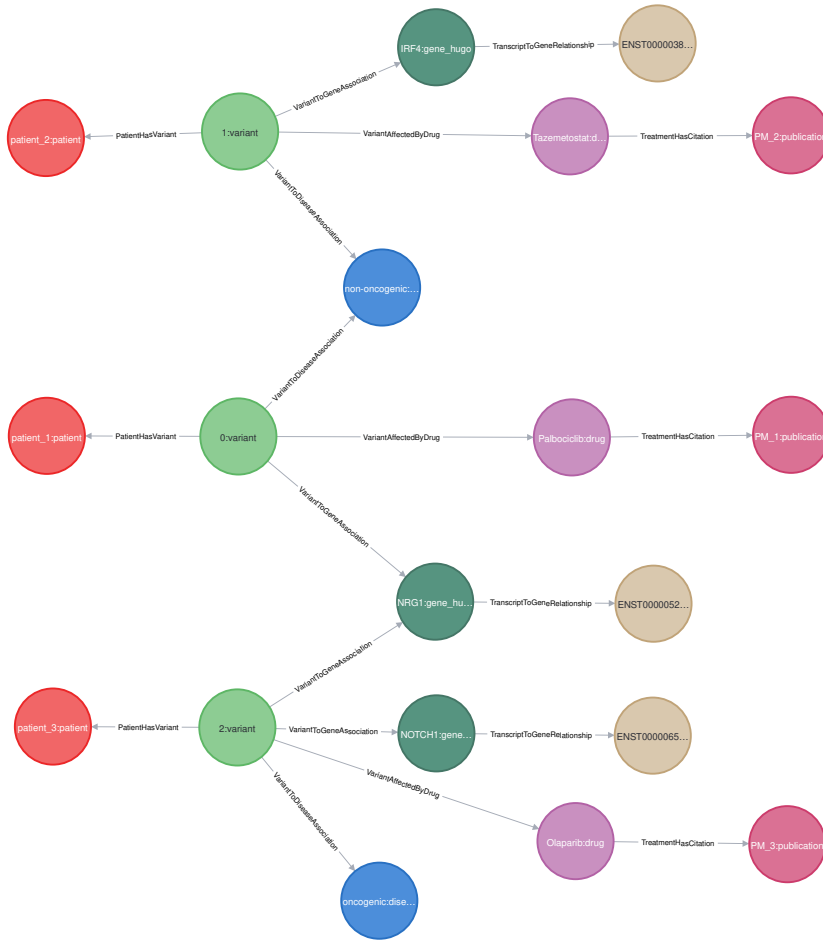 IRF4:gene_hugo
TranscriptToGeneRelationship
ENST0000038...
VariantToGeneAssociation
patient_2:patient
PatientHasVariant
1:variant
VariantAffectedByDrug
Tazemetostat:d...
TreatmentHasCitation
PM_2:publication
VariantToDiseaseAssociation
non-oncogenic:...
VariantToDiseaseAssociation
patient_1:patient
PatientHasVariant
0:variant
VariantAffectedByDrug
Palbociclib:drug
TreatmentHasCitation
PM_1:publication
VariantToGeneAssociation
NRG1:gene_hu...
TranscriptToGeneRelationship
ENST0000052...
VariantToGeneAssociation
patient_3:patient
PatientHasVariant
2:variant
VariantToGeneAssociation
NOTCH1:gene...
TranscriptToGeneRelationship
ENST0000065...
VariantAffectedByDrug
VariantToDiseaseAssociation
Olaparib:drug
TreatmentHasCitation
PM_3:publication
oncogenic:dise...